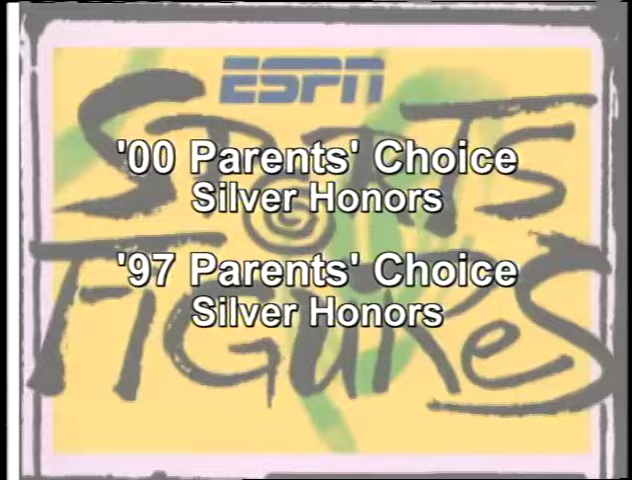 ESPN
SPORTS
'00 Parents' Choice
Silver Honors
'97 Parents' Choice
Silver Honors
FIGURES